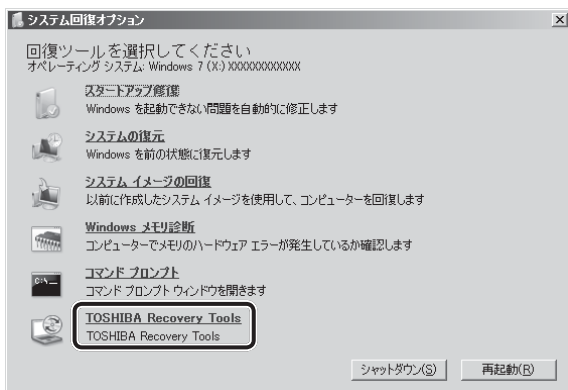 システム回復オプション
回復ツールを選択してください
オペレーティング システム: Windows 7 (X:) XXXXXXXXXXXX
スタートアップ修復
Windows を起動できない問題を自動的に修正します
システムの復元
Windows を前の状態に復元します
システム イメージの回復
以前に作成したシステム イメージを使用して、コンピューターを回復します
Windows メモリ診断
コンピューターでメモリのハードウェア エラーが発生しているか確認します
コマンド プロンプト
コマンド プロンプト ウィンドウを開きます
TOSHIBA Recovery Tools
TOSHIBA Recovery Tools
シャットダウン(S) 再起動(R)